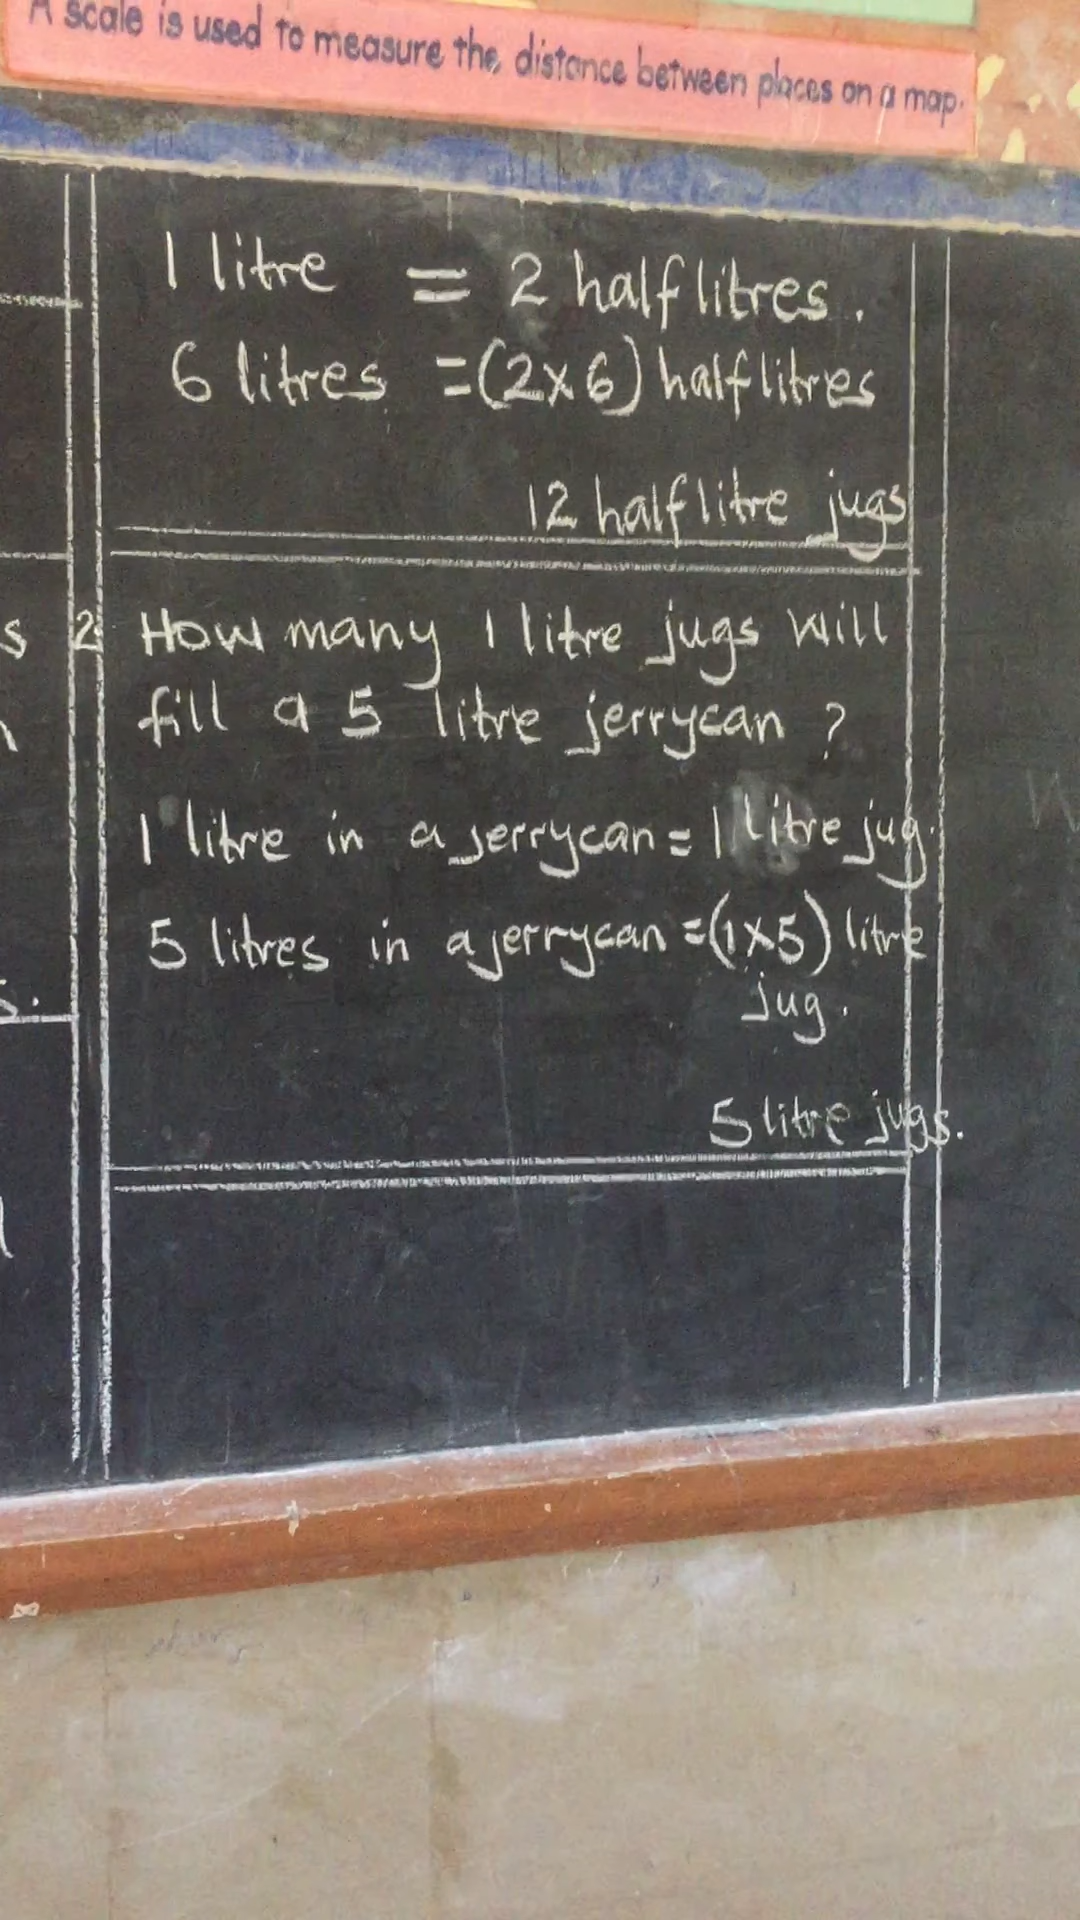 A scale is used to measure the distance between places on a map.
1 litre = 2 half litres.
6 litres = (2x6) half litres
12 half litre jugs
s
2 How many 1 litre jugs will
fill a 5 litre jerrycan ?
1 litre in a jerrycan = 1 litre jug.
5 litres in a jerrycan = (1x5) litre
jug.
s.
5 litre jugs.